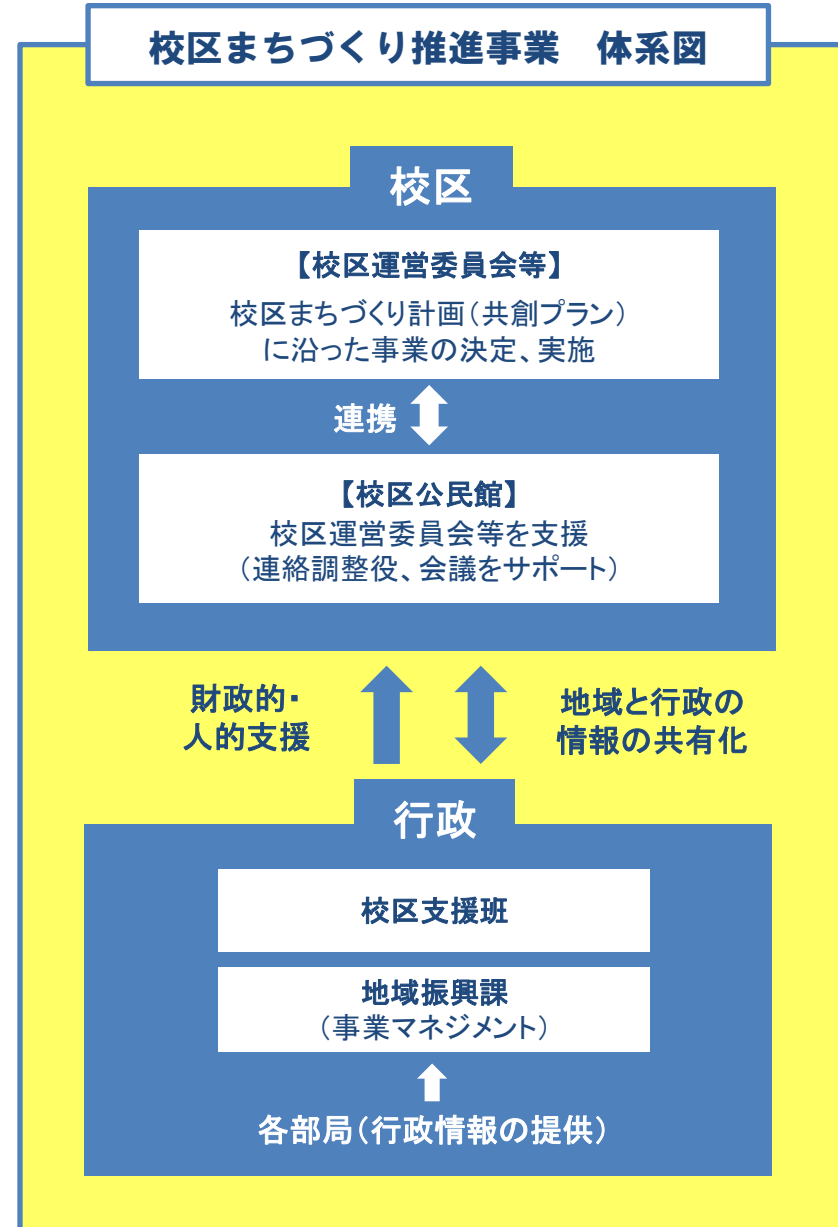 校区まちづくり推進事業　体系図
校区
【校区運営委員会等】
校区まちづくり計画（共創プラン）
に沿った事業の決定、実施
連携
【校区公民館】
校区運営委員会等を支援
（連絡調整役、会議をサポート）
財政的・
人的支援
地域と行政の
情報の共有化
行政
校区支援班
地域振興課
（事業マネジメント）
各部局（行政情報の提供）